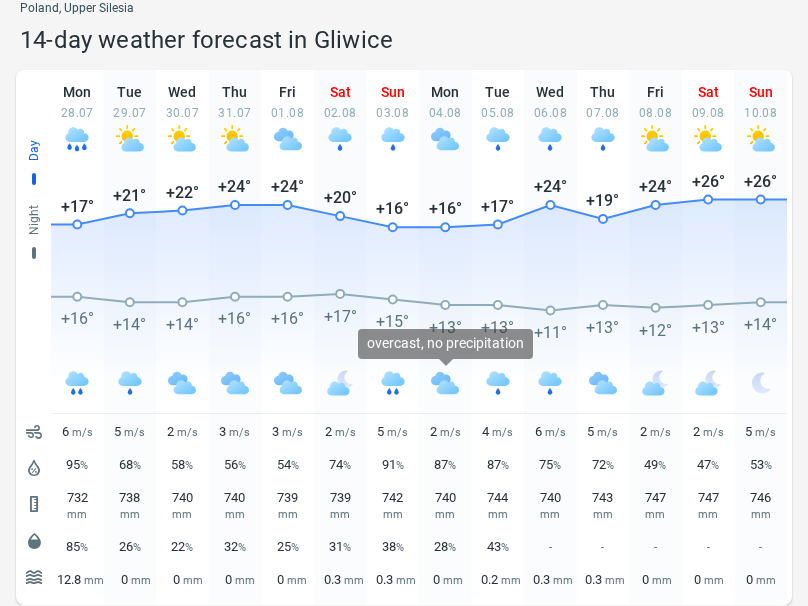 Poland, Upper Silesia
14-day weather forecast in Gliwice
Mon Tue Wed Thu Fri Sat Sun Mon Tue Wed Thu Fri Sat Sun
28.07 29.07 30.07 31.07 01.08 02.08 03.08 04.08 05.08 06.08 07.08 08.08 09.08 10.08
Day
+17° +21° +22° +24° +24° +20° +16° +16° +17° +24° +19° +24° +26° +26°
Night
+16° +14° +14° +16° +16° +17° +15° +13° +13° +11° +13° +12° +13° +14°
overcast, no precipitation
6 m/s 5 m/s 2 m/s 3 m/s 3 m/s 2 m/s 5 m/s 2 m/s 4 m/s 6 m/s 5 m/s 2 m/s 2 m/s 5 m/s
95% 68% 58% 56% 54% 74% 91% 87% 87% 75% 72% 49% 47% 53%
732 738 740 740 739 739 742 740 744 740 743 747 747 746
mm mm mm mm mm mm mm mm mm mm mm mm mm mm
85% 26% 22% 32% 25% 31% 38% 28% 43% - - - - -
12.8 mm 0 mm 0 mm 0 mm 0 mm 0.3 mm 0.3 mm 0 mm 0.2 mm 0.3 mm 0.3 mm 0 mm 0 mm 0 mm